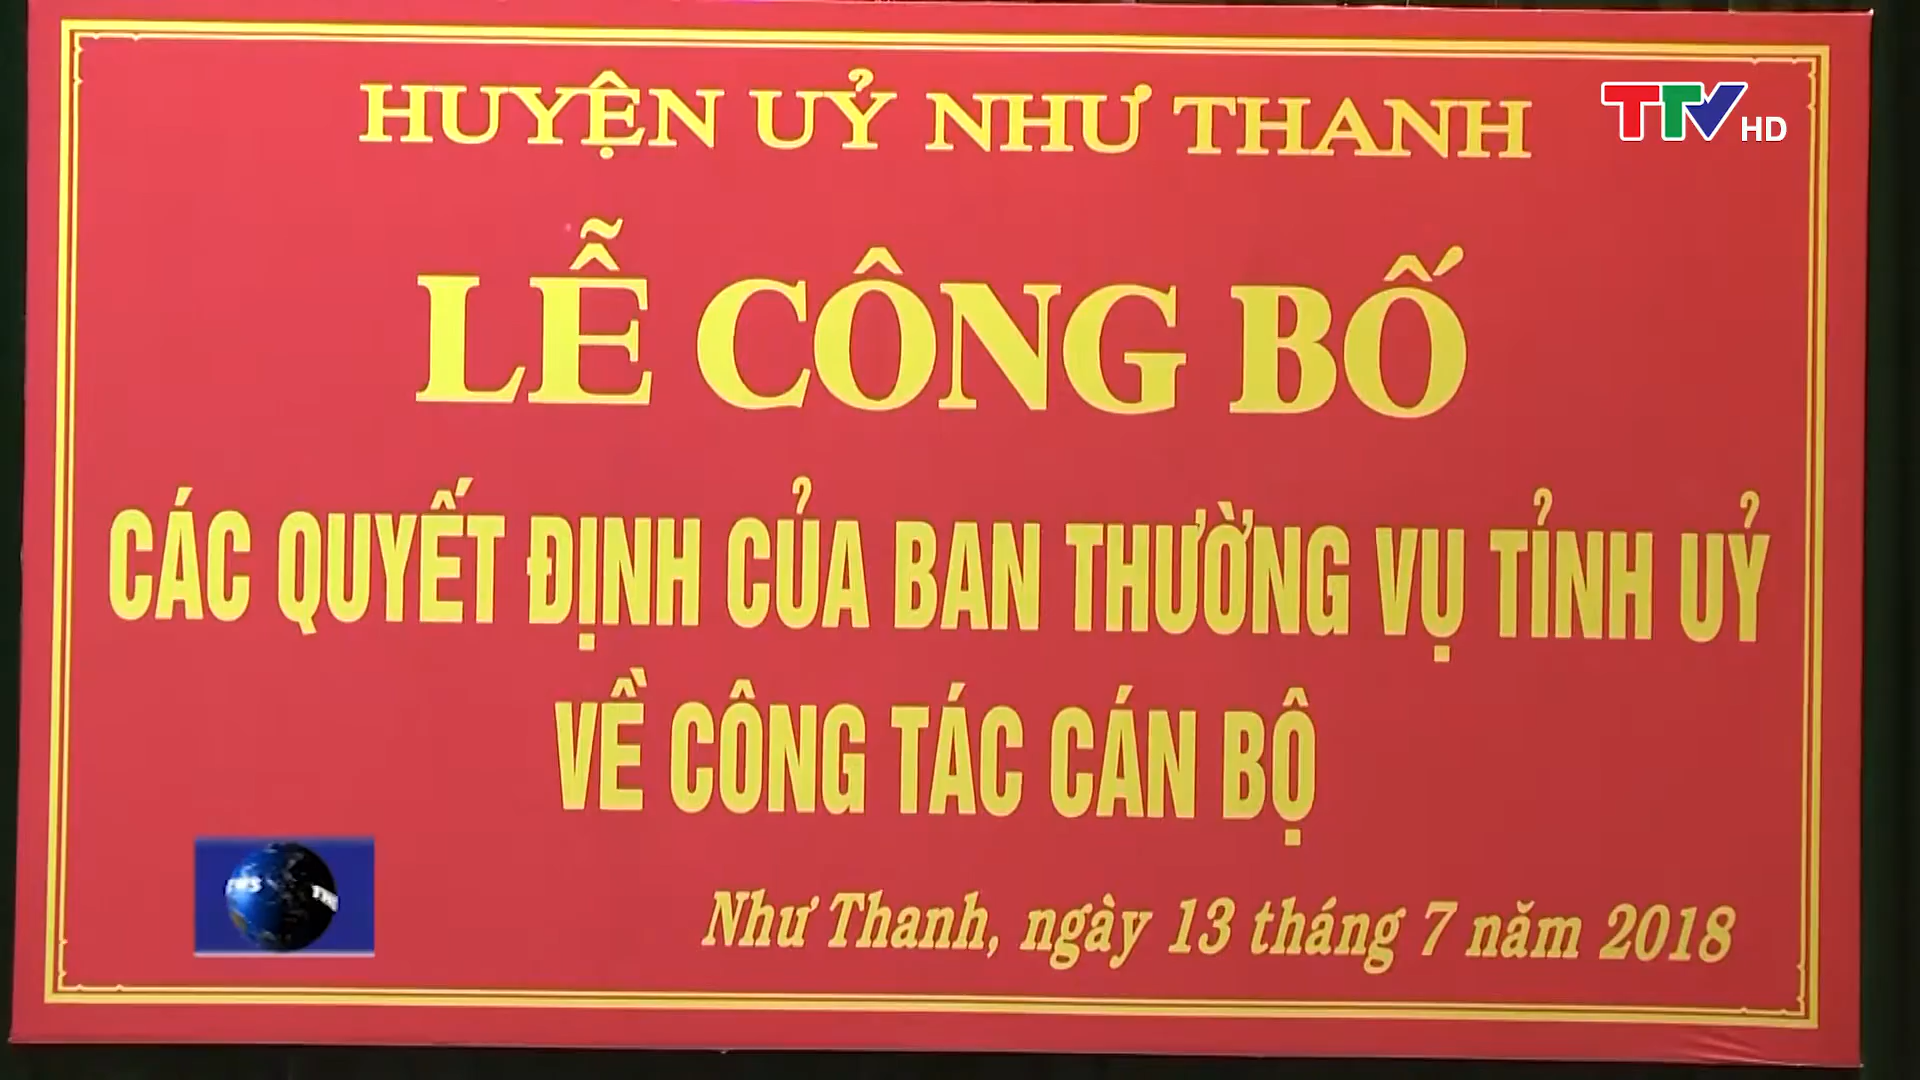 HUYỆN UỶ NHƯ THANH
TTV HD
LỄ CÔNG BỐ
CÁC QUYẾT ĐỊNH CỦA BAN THƯỜNG VỤ TỈNH UỶ
VỀ CÔNG TÁC CÁN BỘ
Như Thanh, ngày 13 tháng 7 năm 2018